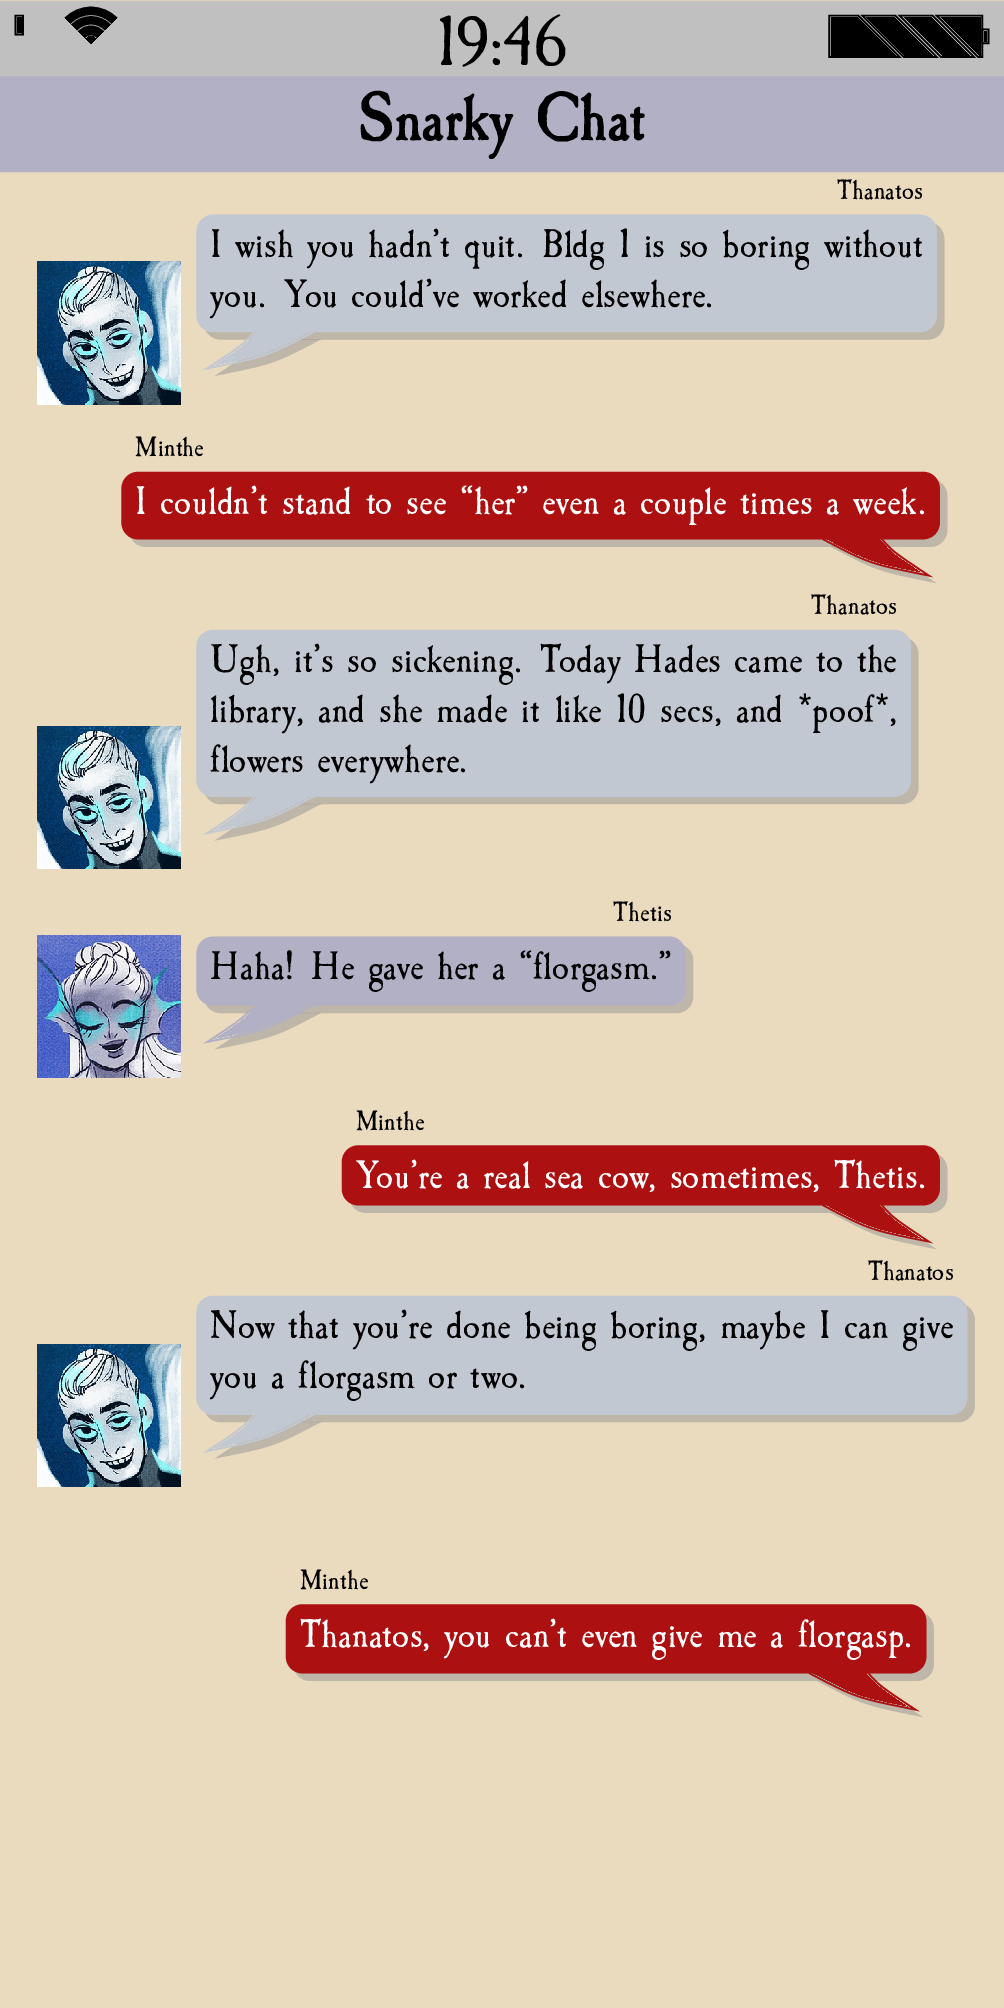 19:46
Snarky Chat
Thanatos
I wish you hadn't quit. Bldg 1 is so boring without
you. You could've worked elsewhere.
Minthe
I couldn't stand to see “her” even a couple times a week.
Thanatos
Ugh, it's so sickening. Today Hades came to the
library, and she made it like 10 secs, and *poof*,
flowers everywhere.
Thetis
Haha! He gave her a “florgasm.”
Minthe
You're a real sea cow, sometimes, Thetis.
Thanatos
Now that you're done being boring, maybe I can give
you a florgasm or two.
Minthe
Thanatos, you can't even give me a florgasp.